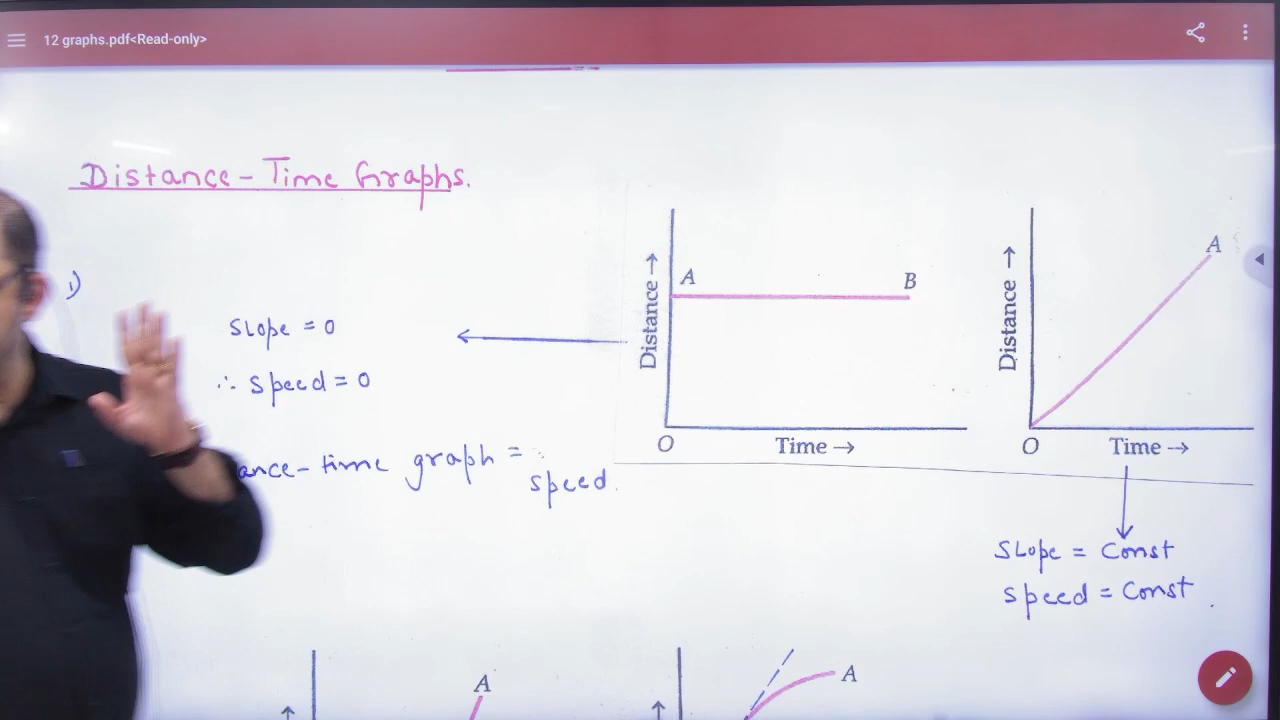 12 graphs.pdf<Read-only>
Distance - Time Graphs.
1)
Slope = 0
∴ speed = 0
ance - time graph =
speed.
Distance →
A
B
O
Time →
Distance →
A
O
Time →
Slope = Const
speed = Const.
A
A